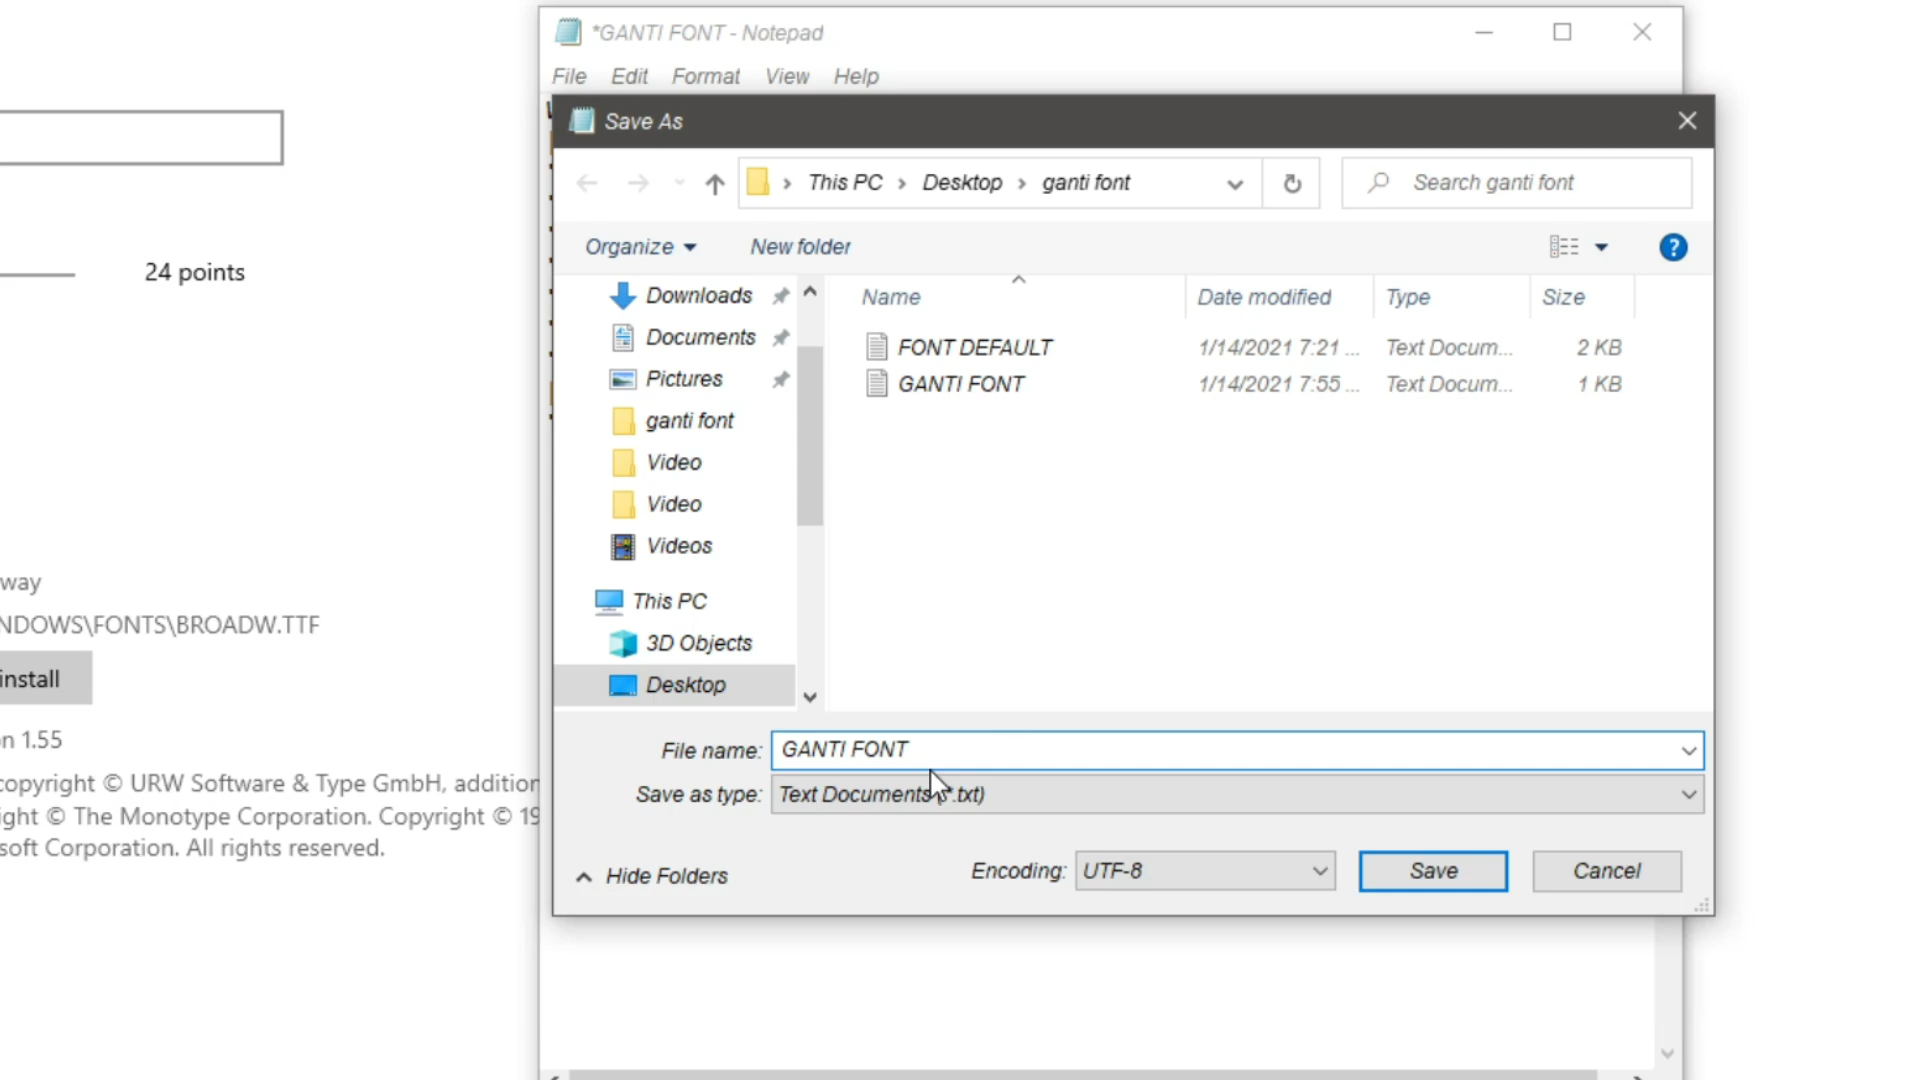 *GANTI FONT - Notepad
File Edit Format View Help
Save As
This PC > Desktop > ganti font
Search ganti font
Organize
New folder
24 points
Downloads
Documents
Pictures
ganti font
Video
Video
Videos
This PC
3D Objects
Desktop
Name Date modified Type Size
FONT DEFAULT 1/14/2021 7:21 ... Text Docum... 2 KB
GANTI FONT 1/14/2021 7:55 ... Text Docum... 1 KB
way
NDOWS\FONTS\BROADW.TTF
install
n 1.55
copyright © URW Software & Type GmbH, addition
ight © The Monotype Corporation. Copyright © 19
soft Corporation. All rights reserved.
File name: GANTI FONT
Save as type: Text Documents (*.txt)
Hide Folders
Encoding: UTF-8
Save
Cancel